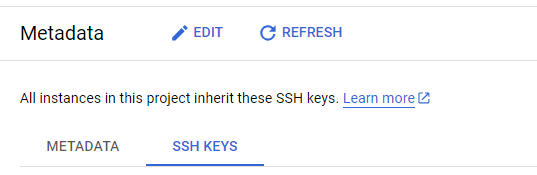 Metadata EDIT REFRESH
All instances in this project inherit these SSH keys. Learn more
METADATA SSH KEYS